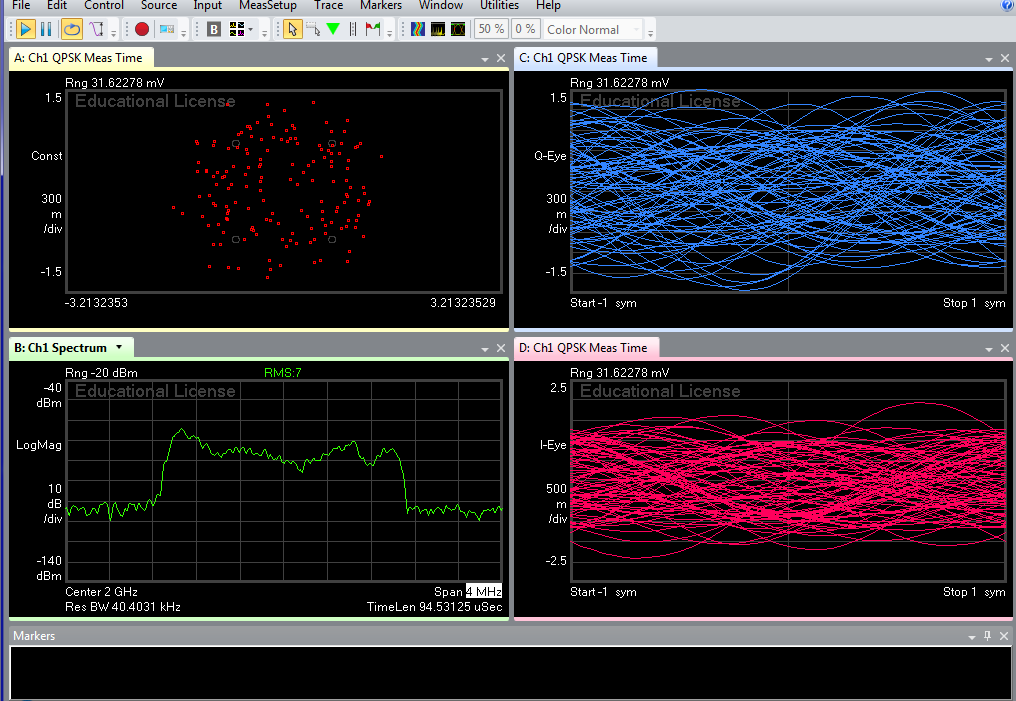 File Edit Control Source Input MeasSetup Trace Markers Window Utilities Help
B 50 % 0 % Color Normal
A: Ch1 QPSK Meas Time
Rng 31.62278 mV
1.5
Educational License
Const
300
m
/div
-1.5
-3.2132353 3.21323529
C: Ch1 QPSK Meas Time
Rng 31.62278 mV
1.5
Educational License
Q-Eye
300
m
/div
-1.5
Start -1 sym Stop 1 sym
B: Ch1 Spectrum
Rng -20 dBm RMS:7
-40
dBm
Educational License
LogMag
10
dB
/div
-140
dBm
Center 2 GHz Span 4 MHz
Res BW 40.4031 kHz TimeLen 94.53125 uSec
D: Ch1 QPSK Meas Time
Rng 31.62278 mV
2.5
Educational License
I-Eye
500
m
/div
-2.5
Start -1 sym Stop 1 sym
Markers